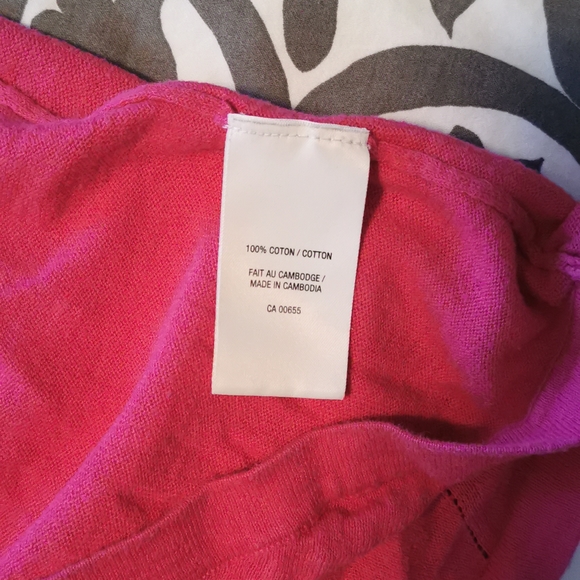 100% COTON / COTTON
FAIT AU CAMBODGE /
MADE IN CAMBODIA
CA 00655